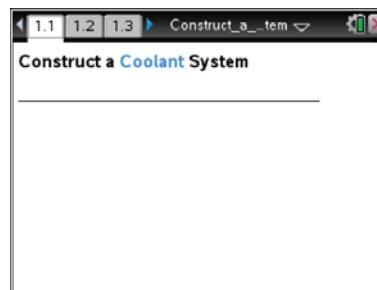 1.1 1.2 1.3 Construct_a_...tem
Construct a Coolant System